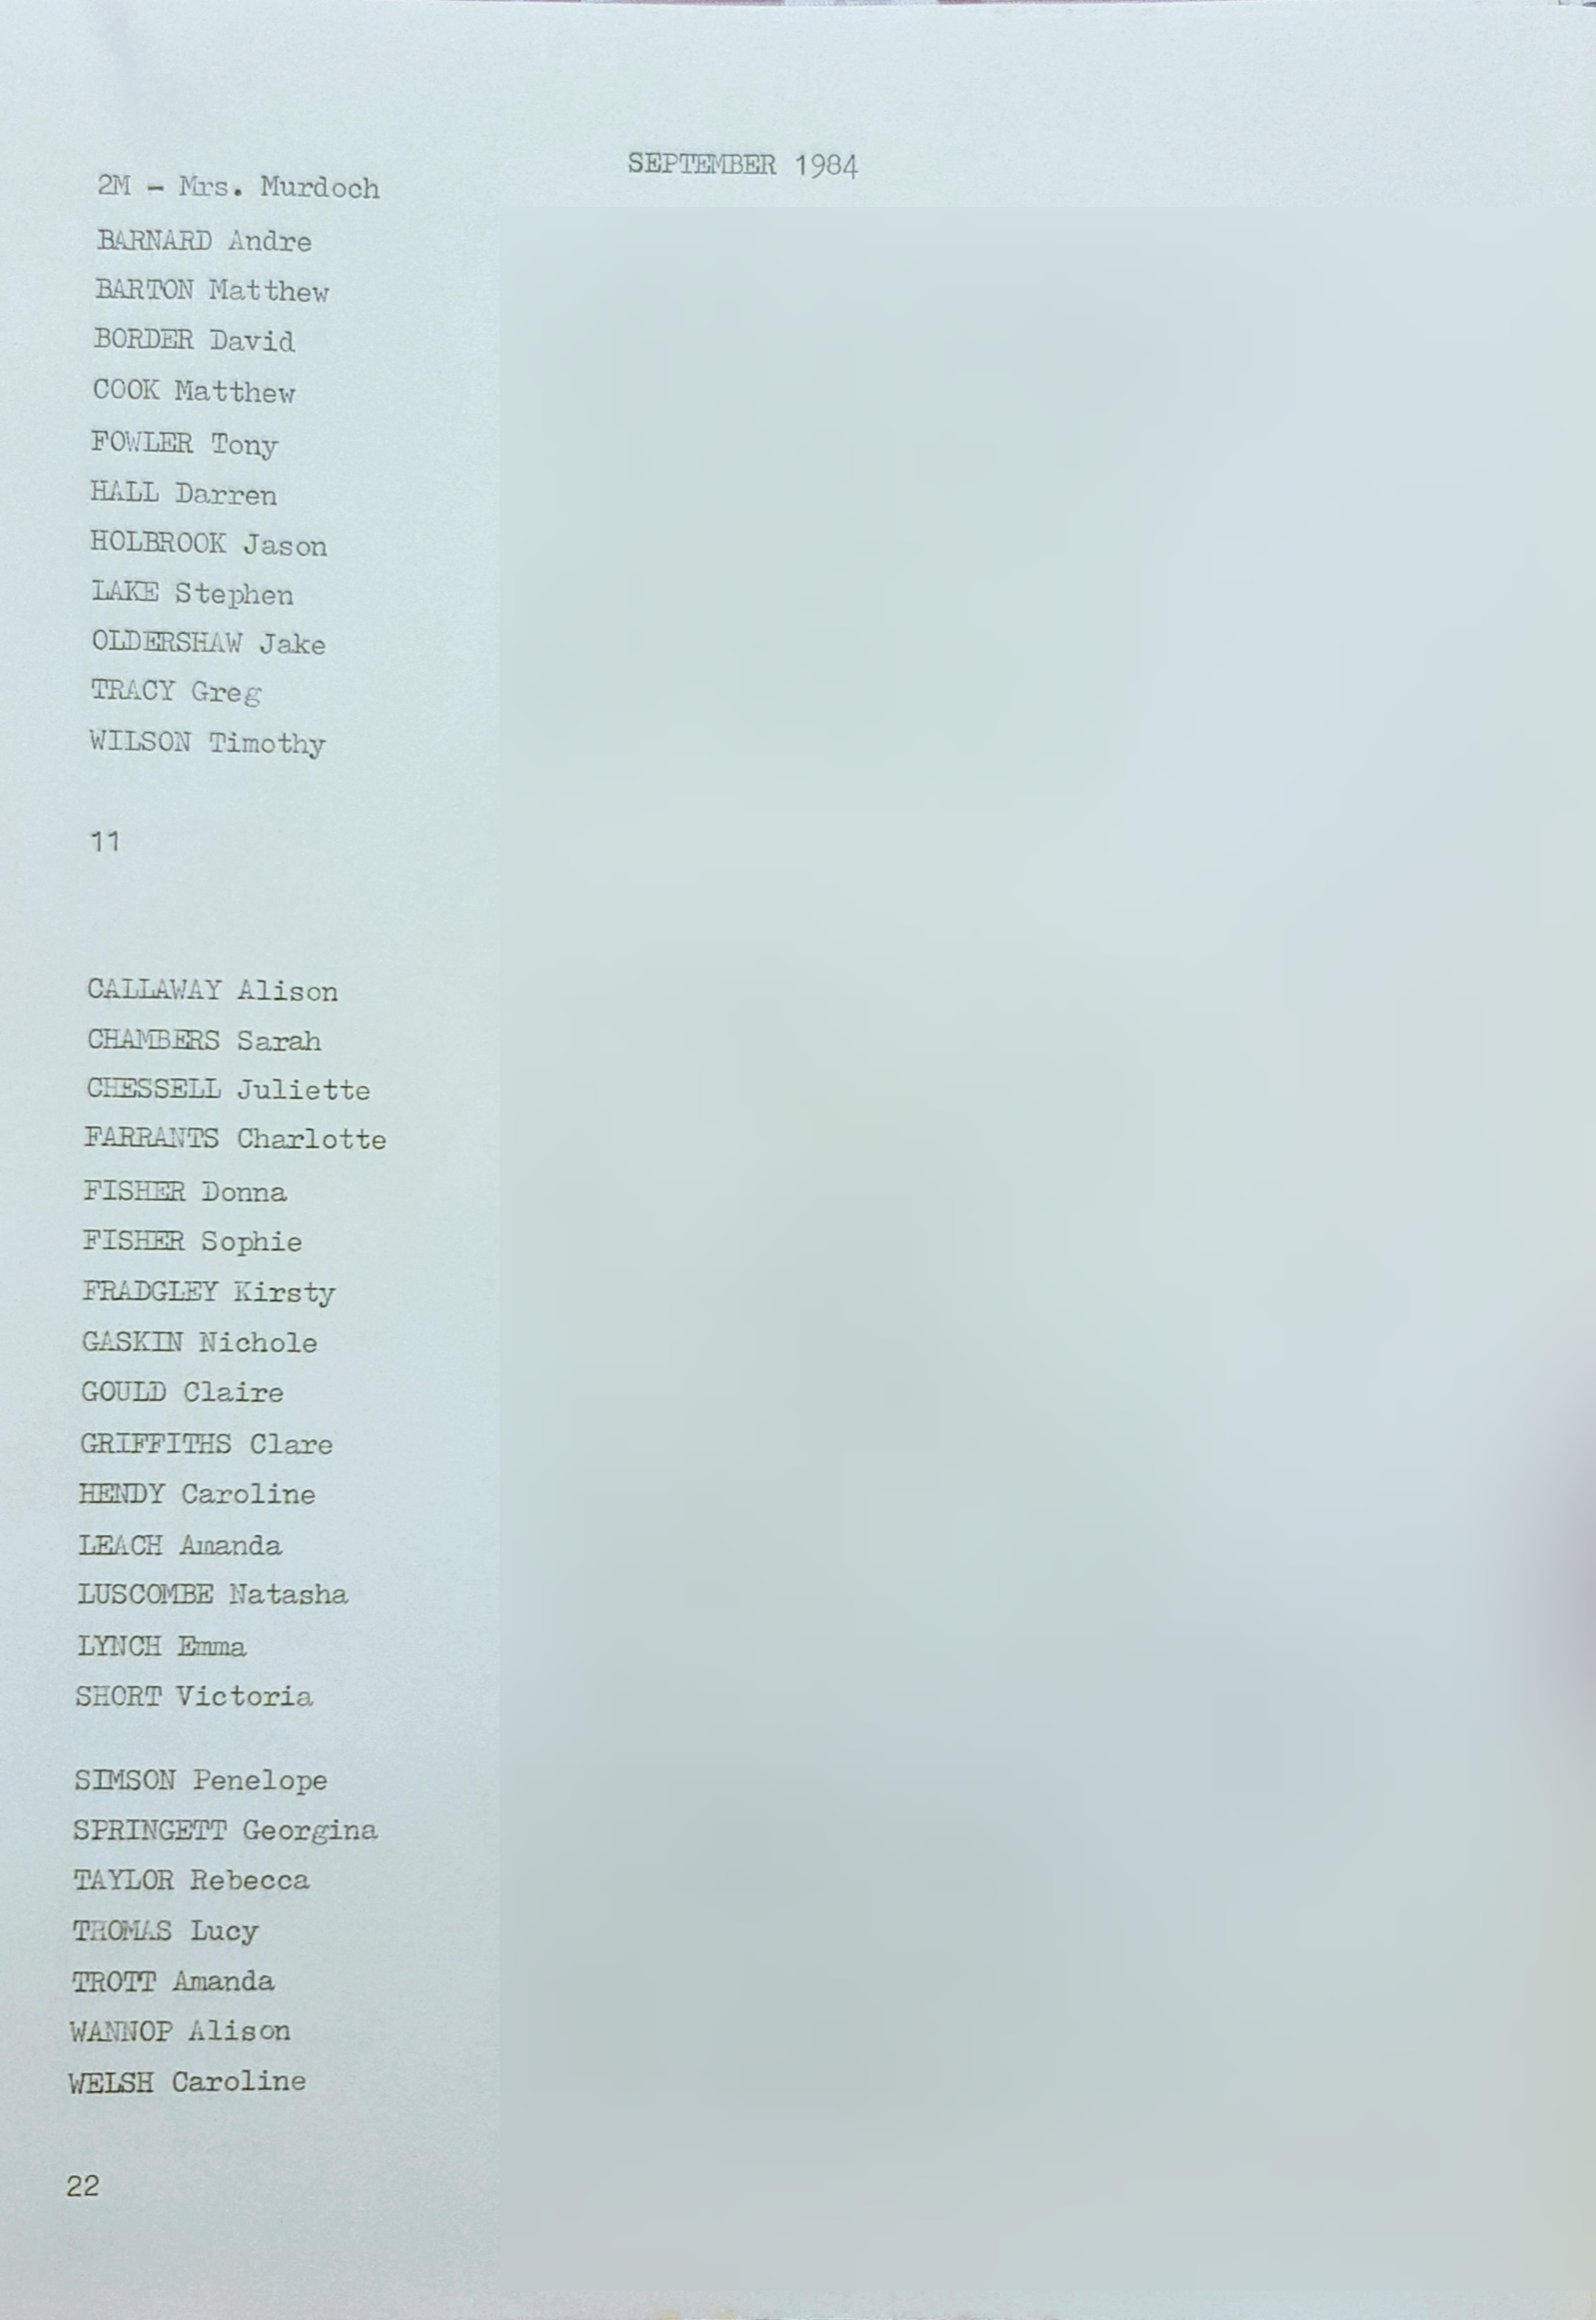 SEPTEMBER 1984
2M - Mrs. Murdoch
BARNARD Andre
BARTON Matthew
BORDER David
COOK Matthew
FOWLER Tony
HALL Darren
HOLBROOK Jason
LAKE Stephen
OLDERSHAW Jake
TRACY Greg
WILSON Timothy
11
CALLAWAY Alison
CHAMBERS Sarah
CHESSELL Juliette
FARRANTS Charlotte
FISHER Donna
FISHER Sophie
FRADGLEY Kirsty
GASKIN Nichole
GOULD Claire
GRIFFITHS Clare
HENDY Caroline
LEACH Amanda
LUSCOMBE Natasha
LYNCH Emma
SHORT Victoria
SIMSON Penelope
SPRINGETT Georgina
TAYLOR Rebecca
THOMAS Lucy
TROTT Amanda
WANNOP Alison
WELSH Caroline
22